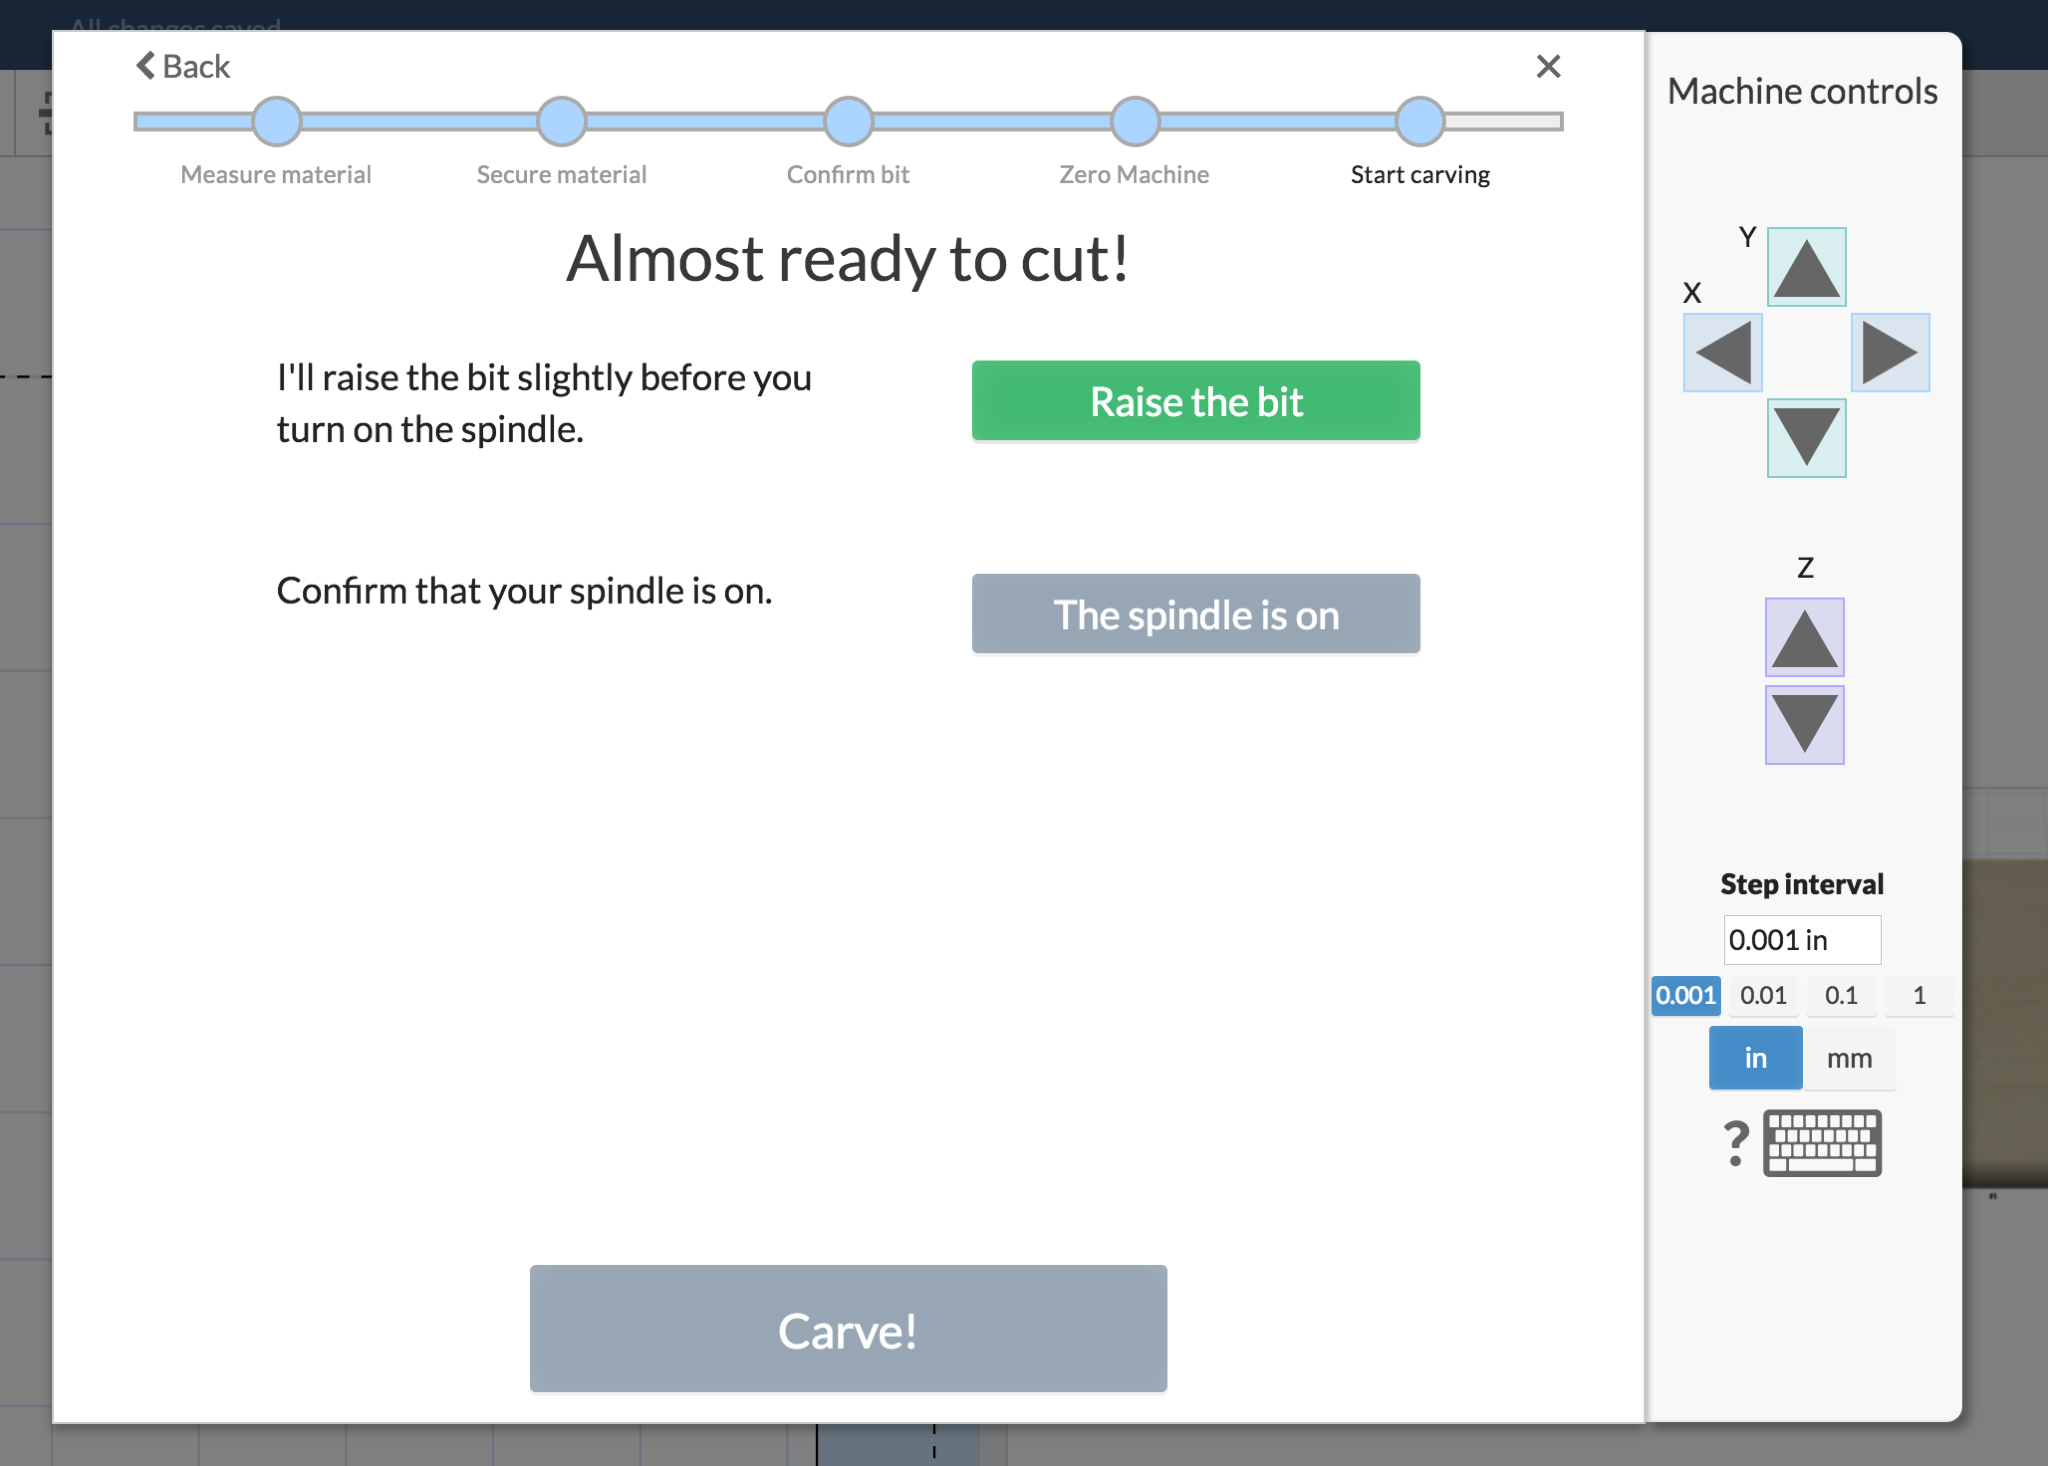 All changes saved
Back
Measure material
Secure material
Confirm bit
Zero Machine
Start carving
Almost ready to cut!
I'll raise the bit slightly before you
turn on the spindle.
Raise the bit
Confirm that your spindle is on.
The spindle is on
Carve!
Machine controls
Y
X
Z
Step interval
0.001 in
0.001 0.01 0.1 1
in mm
?